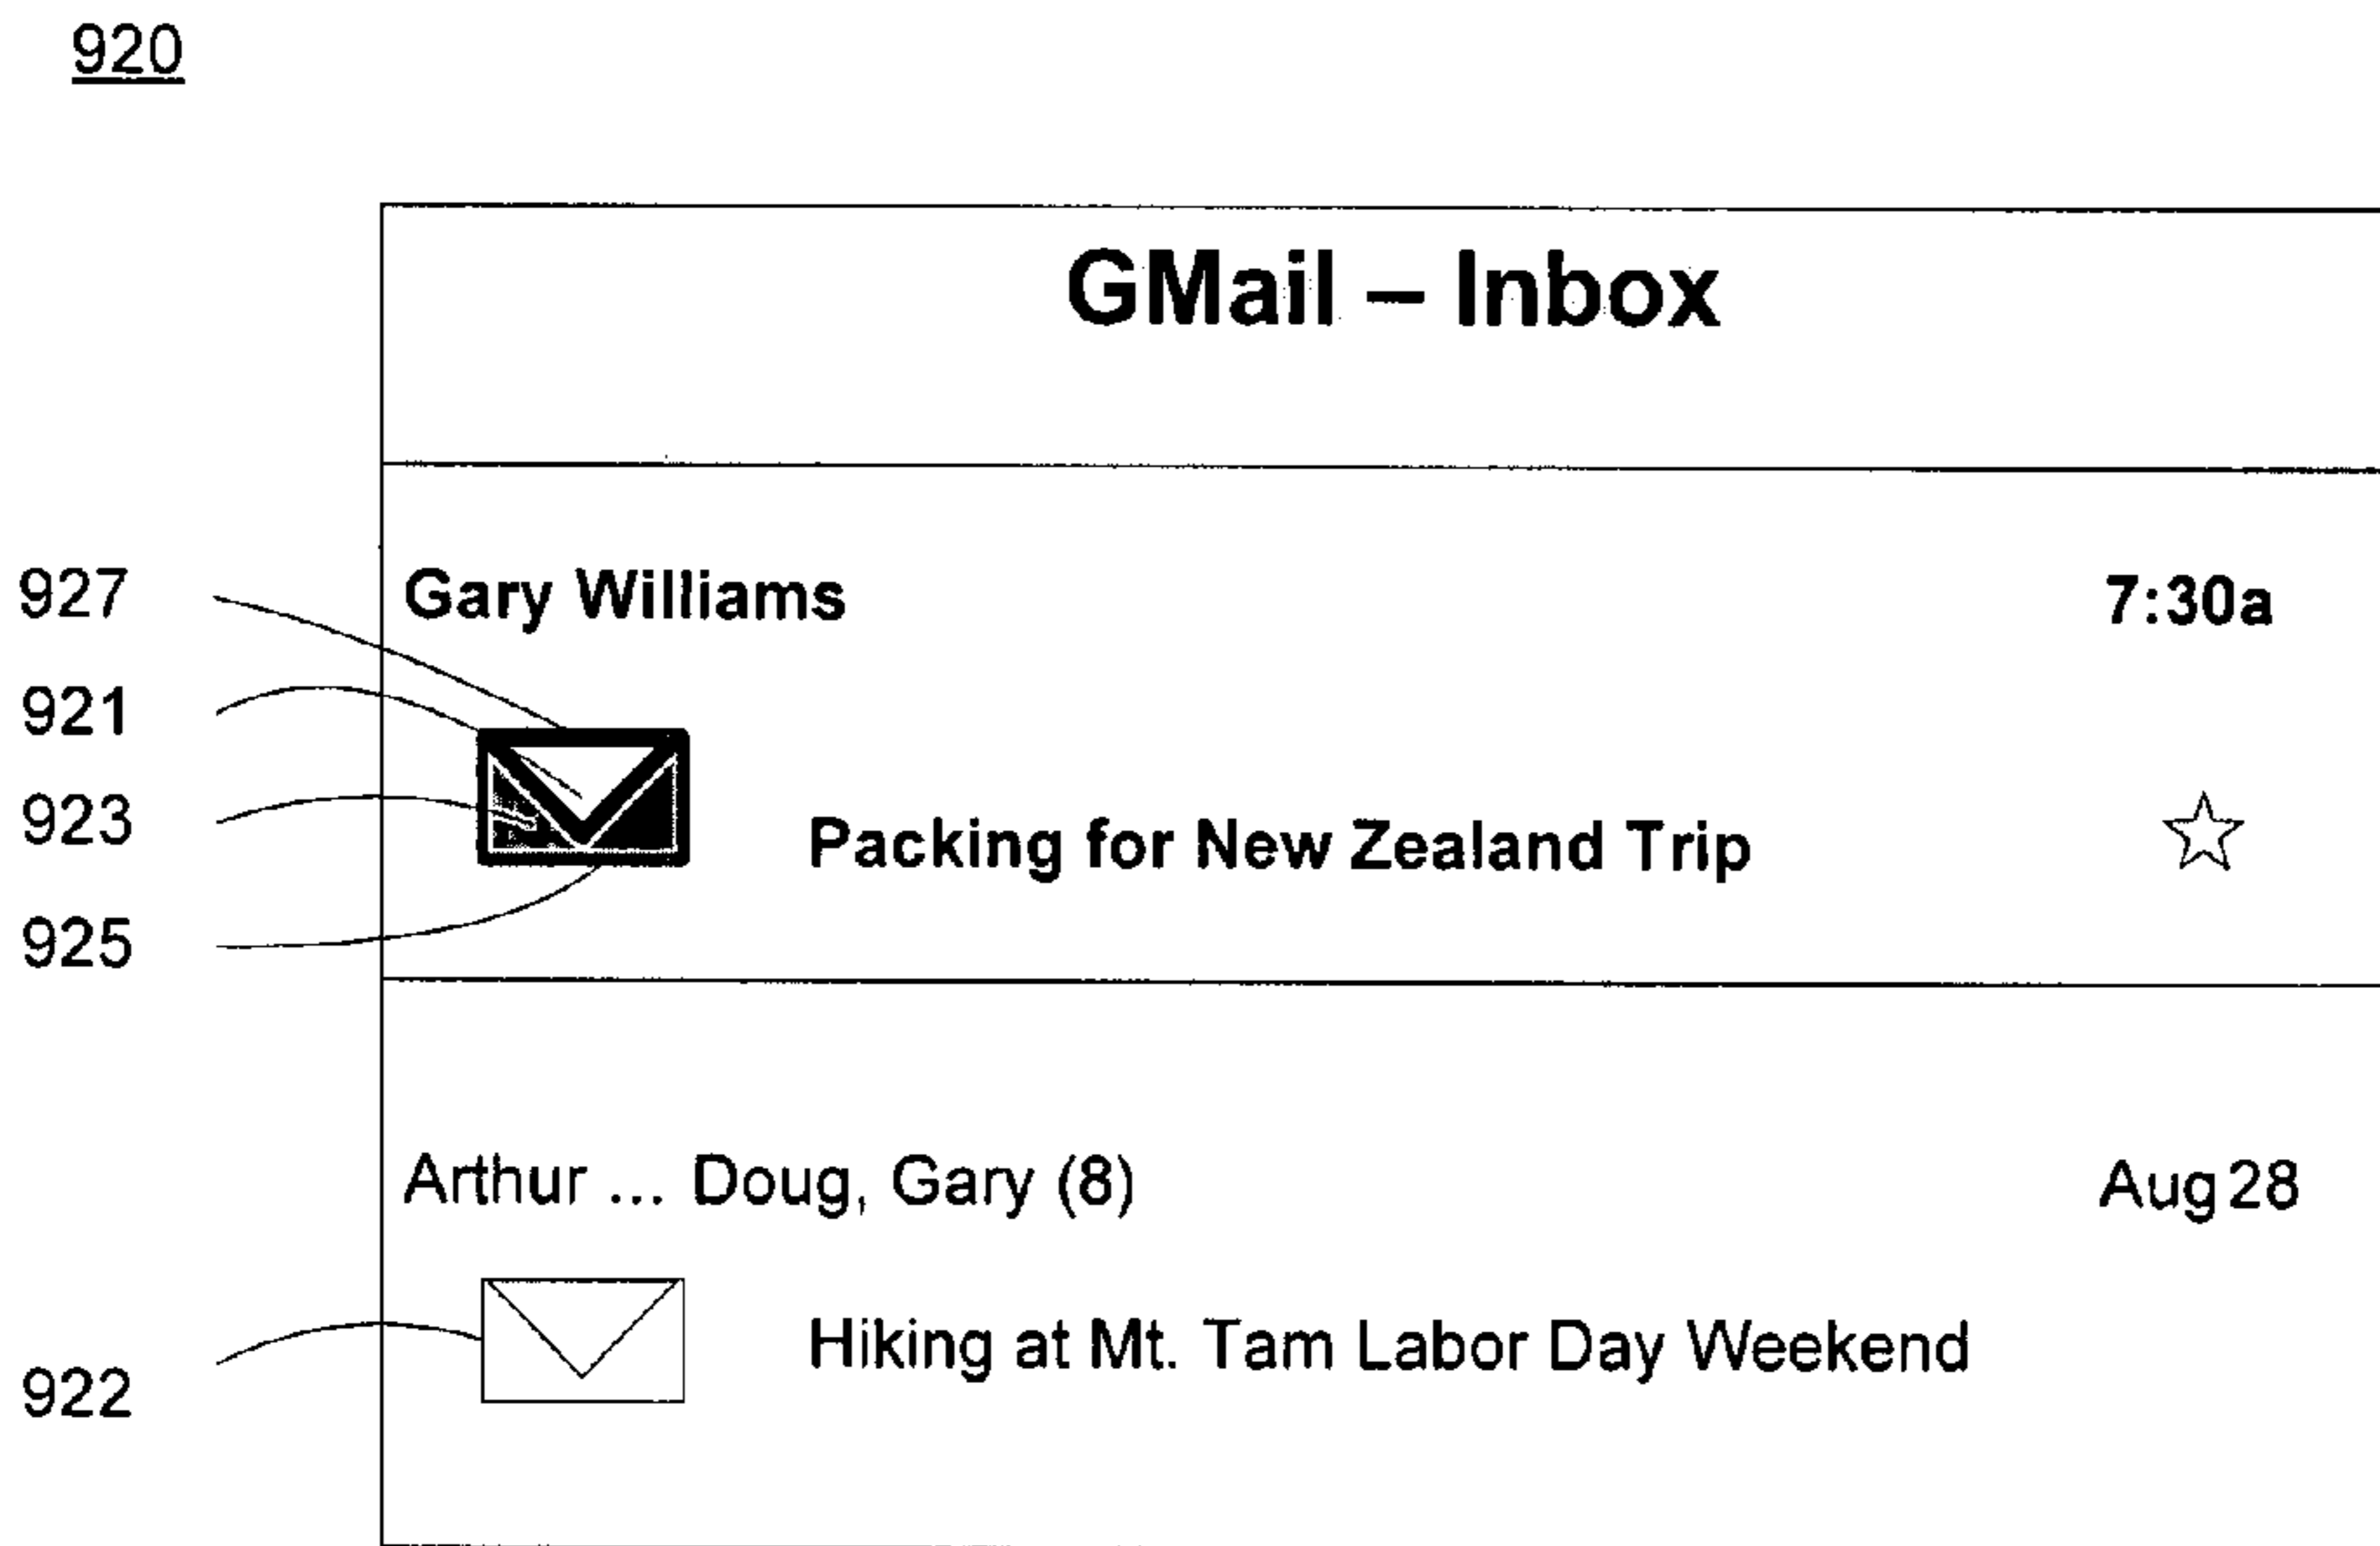 920
GMail – Inbox
927
Gary Williams
7:30a
921
923
Packing for New Zealand Trip
925
Arthur ... Doug, Gary (8)
Aug 28
Hiking at Mt. Tam Labor Day Weekend
922